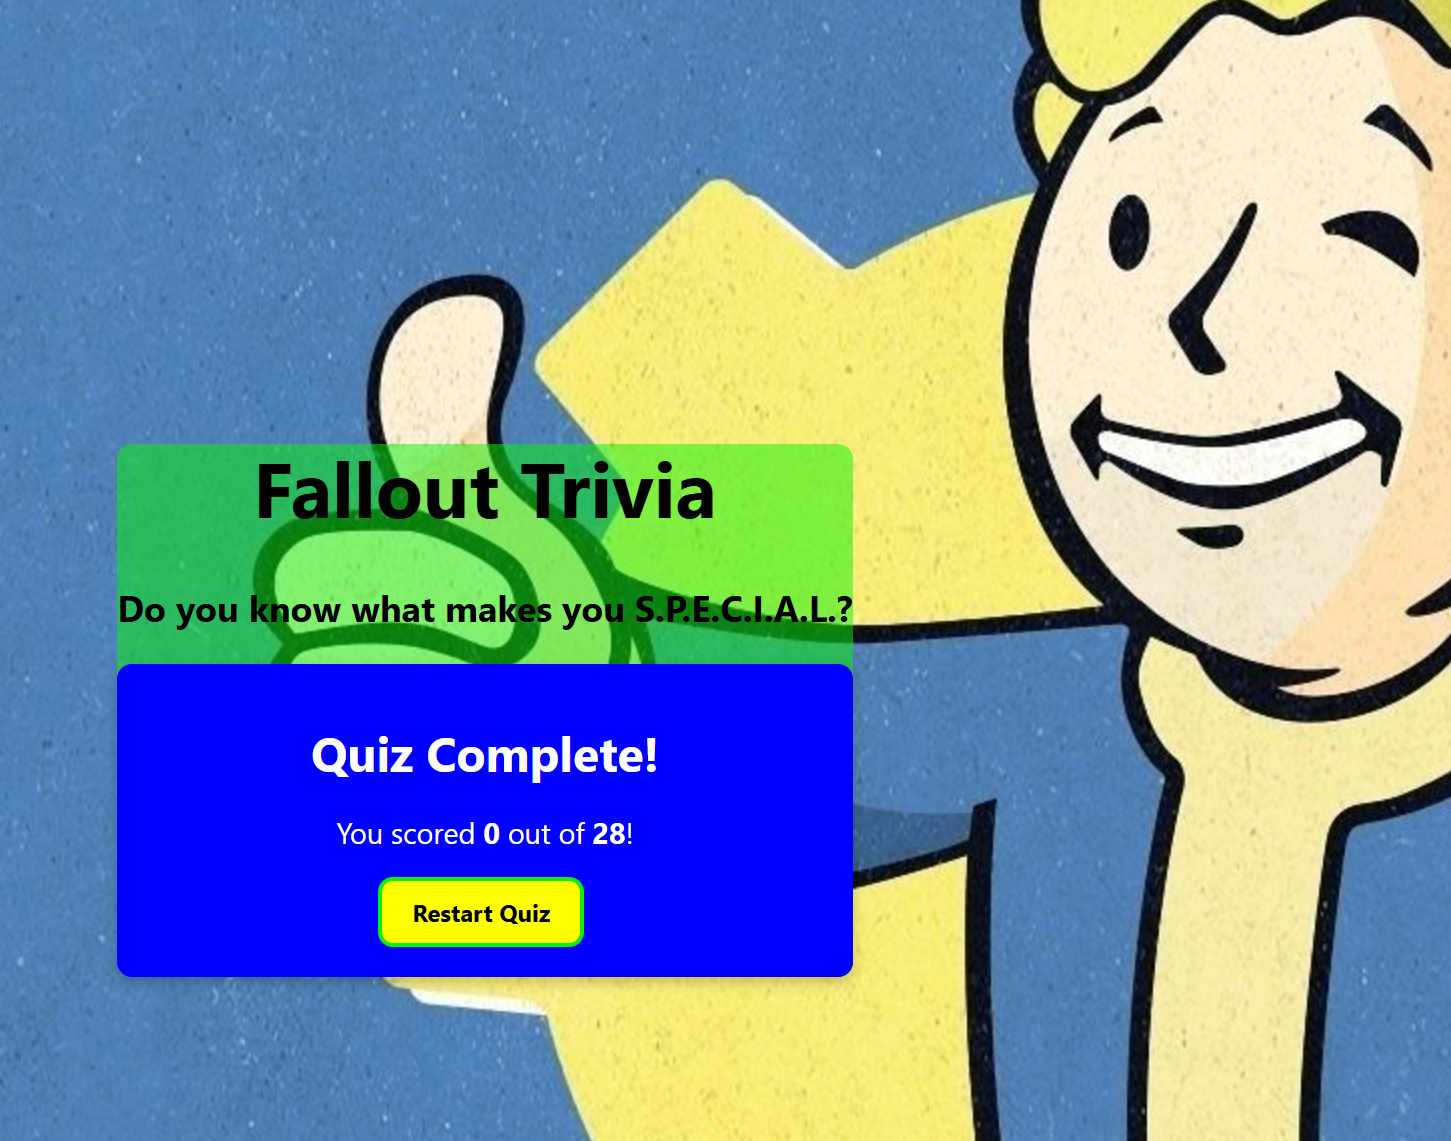 Fallout Trivia
Do you know what makes you S.P.E.C.I.A.L.?
Quiz Complete!
You scored 0 out of 28!
Restart Quiz